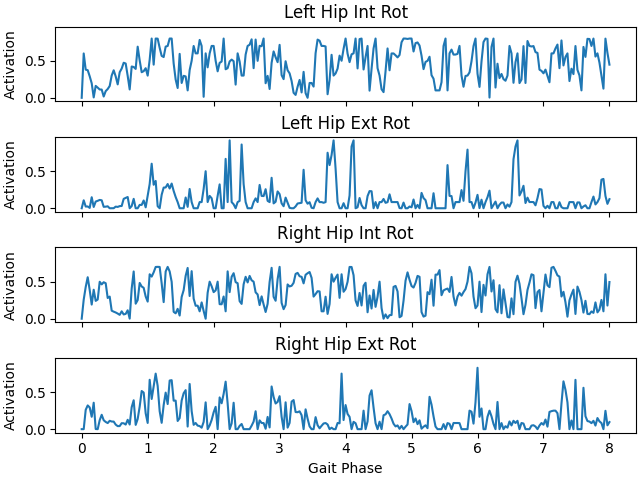 Left Hip Int Rot
Activation
0.5
0.0
Left Hip Ext Rot
Activation
0.5
0.0
Right Hip Int Rot
Activation
0.5
0.0
Right Hip Ext Rot
Activation
0.5
0.0
0 1 2 3 4 5 6 7 8
Gait Phase